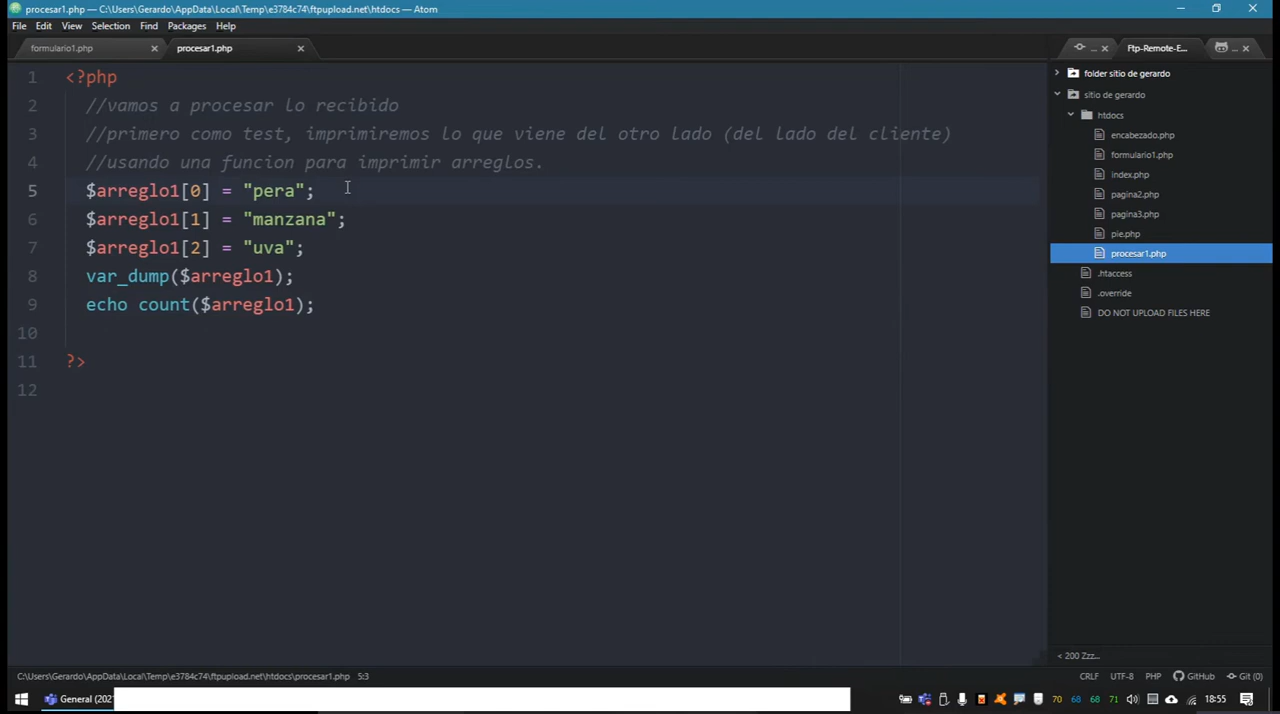 procesar1.php — C:\Users\Gerardo\AppData\Local\Temp\e3784c74\ftpupload.net\htdocs — Atom
File Edit View Selection Find Packages Help
formulario1.php procesar1.php ... Ftp-Remote-E... ...
1 <?php
2 //vamos a procesar lo recibido
3 //primero como test, imprimiremos lo que viene del otro lado (del lado del cliente)
4 //usando una funcion para imprimir arreglos.
5 $arreglo1[0] = "pera";
6 $arreglo1[1] = "manzana";
7 $arreglo1[2] = "uva";
8 var_dump($arreglo1);
9 echo count($arreglo1);
10
11 ?>
12
folder sitio de gerardo
sitio de gerardo
htdocs
encabezado.php
formulario1.php
index.php
pagina2.php
pagina3.php
pie.php
procesar1.php
.htaccess
.override
DO NOT UPLOAD FILES HERE
< 200 Zzz...
C:\Users\Gerardo\AppData\Local\Temp\e3784c74\ftpupload.net\htdocs\procesar1.php 5:3 CRLF UTF-8 PHP GitHub Git (0)
General (202 70 68 68 71 18:55